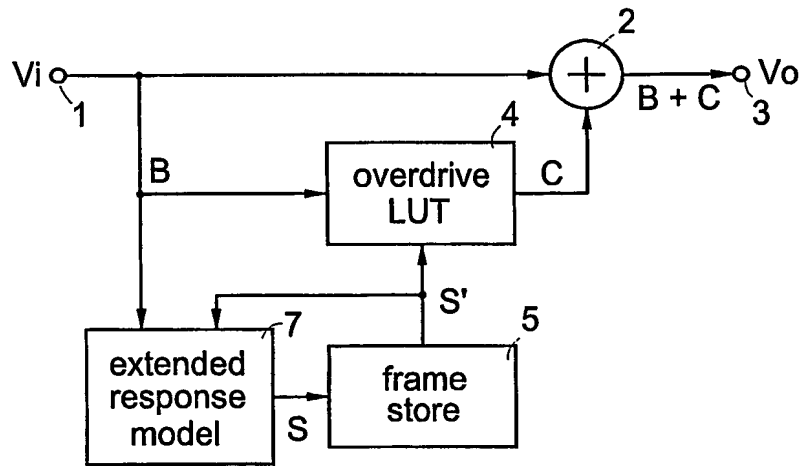 2
Vi
Vo
1
B + C
3
4
B
overdrive
LUT
C
S'
7
5
extended
response
model
S
frame
store